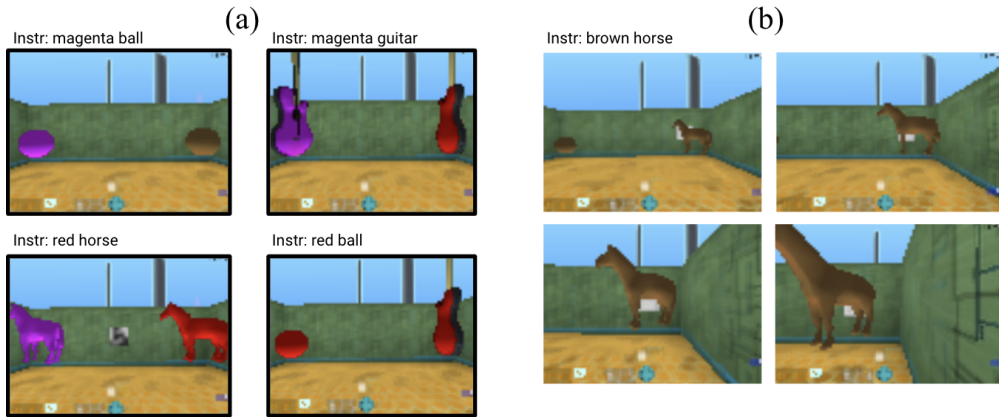 (a)
(b)
Instr: magenta ball
Instr: magenta guitar
Instr: brown horse
Instr: red horse
Instr: red ball